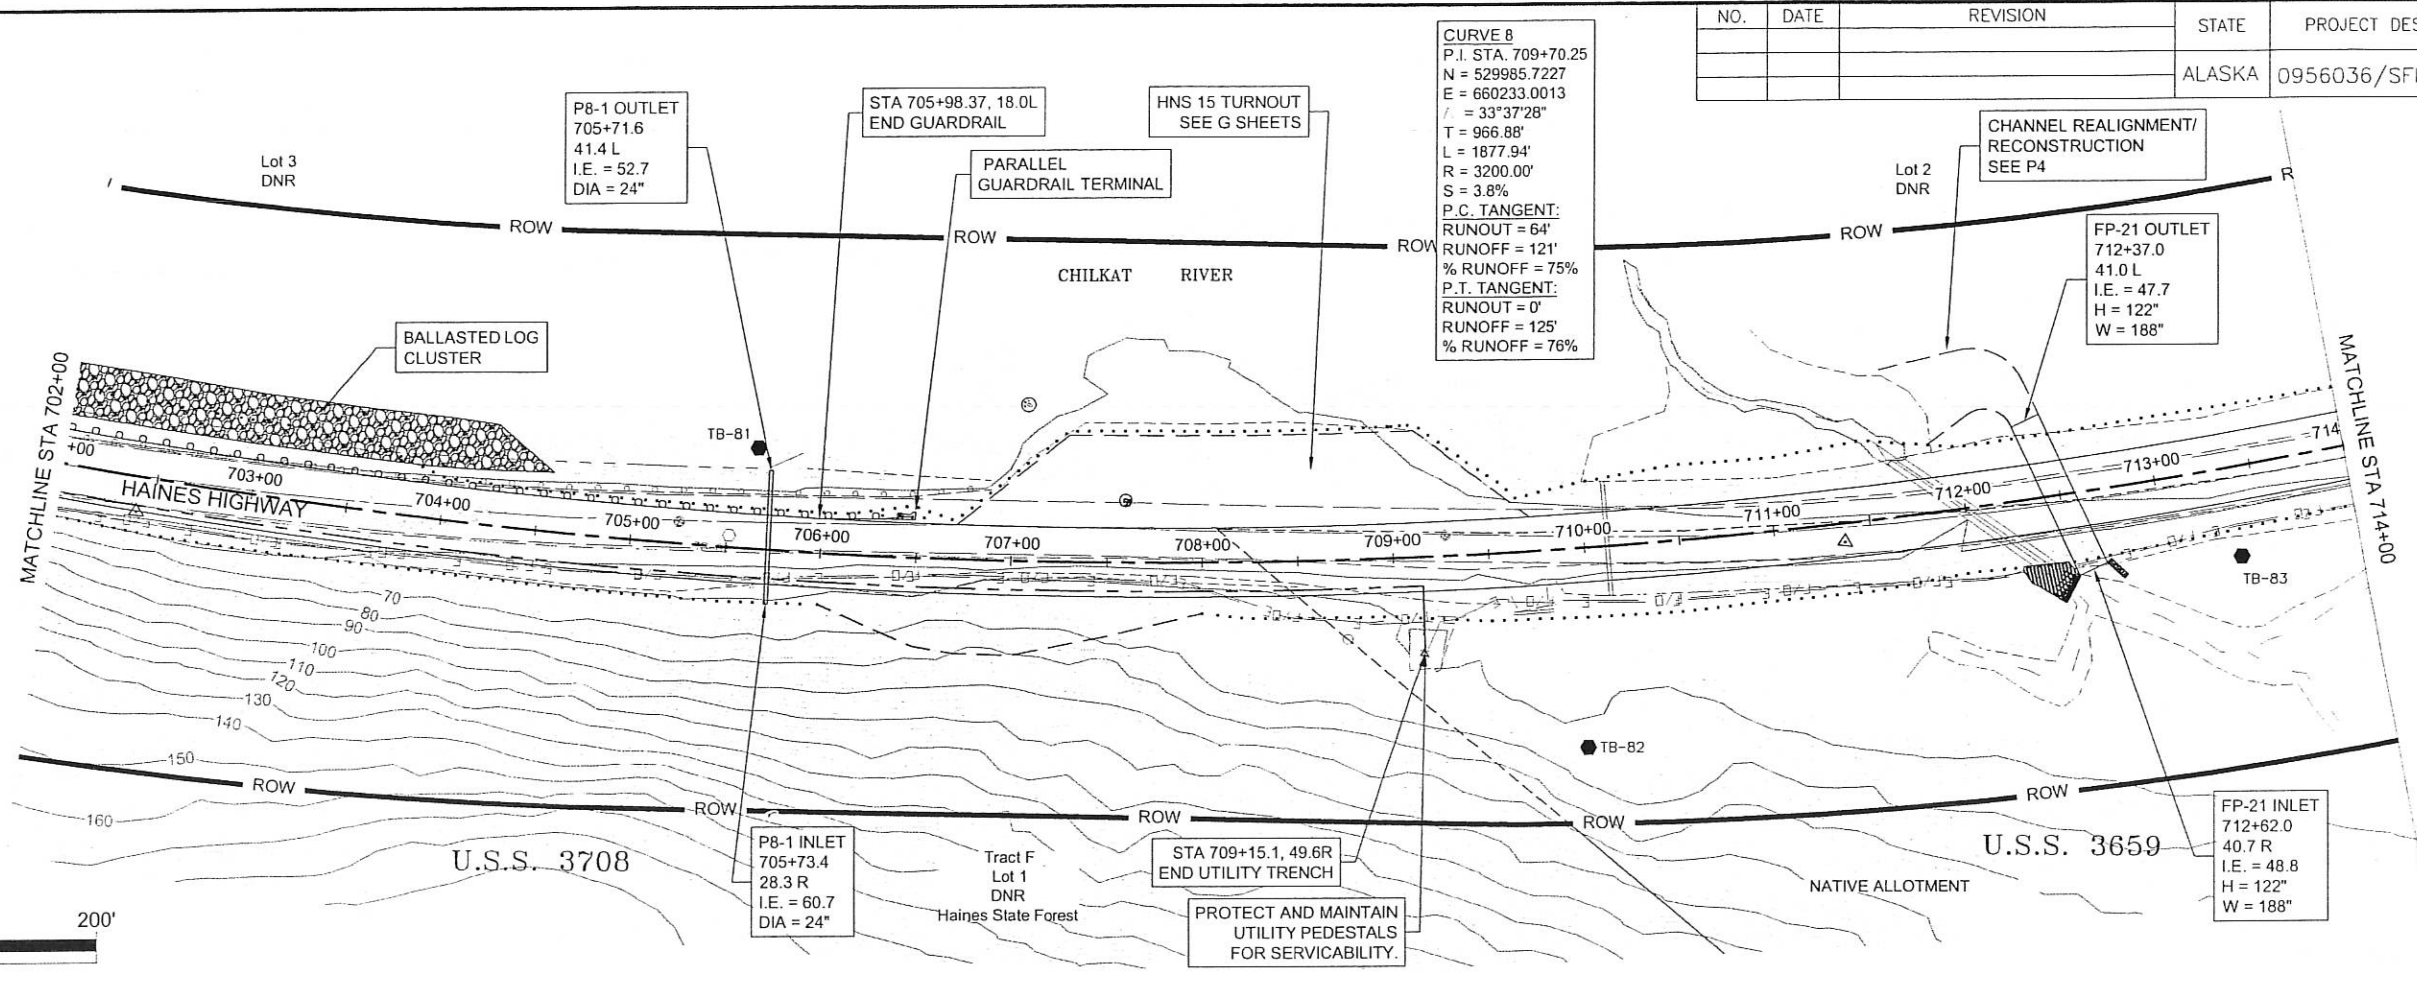 NO.
DATE
REVISION
STATE
PROJECT DES
ALASKA
0956036/SF
CURVE 8
P.I. STA. 709+70.25
N = 529985.7227
E = 660233.0013
= 33°37'28"
T = 966.88'
L = 1877.94'
R = 3200.00'
S = 3.8%
P.C. TANGENT:
RUNOUT = 64'
RUNOFF = 121'
% RUNOFF = 75%
P.T. TANGENT:
RUNOUT = 0'
RUNOFF = 125'
% RUNOFF = 76%
P8-1 OUTLET
705+71.6
41.4 L
I.E. = 52.7
DIA = 24"
STA 705+98.37, 18.0L
END GUARDRAIL
HNS 15 TURNOUT
SEE G SHEETS
PARALLEL
GUARDRAIL TERMINAL
CHANNEL REALIGNMENT/
RECONSTRUCTION
SEE P4
Lot 3
DNR
Lot 2
DNR
FP-21 OUTLET
712+37.0
41.0 L
I.E. = 47.7
H = 122"
W = 188"
ROW
ROW
ROW
ROW
R
CHILKAT RIVER
BALLASTED LOG
CLUSTER
MATCHLINE STA 702+00
MATCHLINE STA 714+00
TB-81
+00
703+00
704+00
705+00
706+00
707+00
708+00
709+00
710+00
711+00
712+00
713+00
714
HAINES HIGHWAY
TB-83
TB-82
70
80
90
100
110
120
130
140
150
160
ROW
ROW
ROW
ROW
ROW
U.S.S. 3708
U.S.S. 3659
P8-1 INLET
705+73.4
28.3 R
I.E. = 60.7
DIA = 24"
Tract F
Lot 1
DNR
Haines State Forest
STA 709+15.1, 49.6R
END UTILITY TRENCH
PROTECT AND MAINTAIN
UTILITY PEDESTALS
FOR SERVICABILITY.
NATIVE ALLOTMENT
FP-21 INLET
712+62.0
40.7 R
I.E. = 48.8
H = 122"
W = 188"
200'